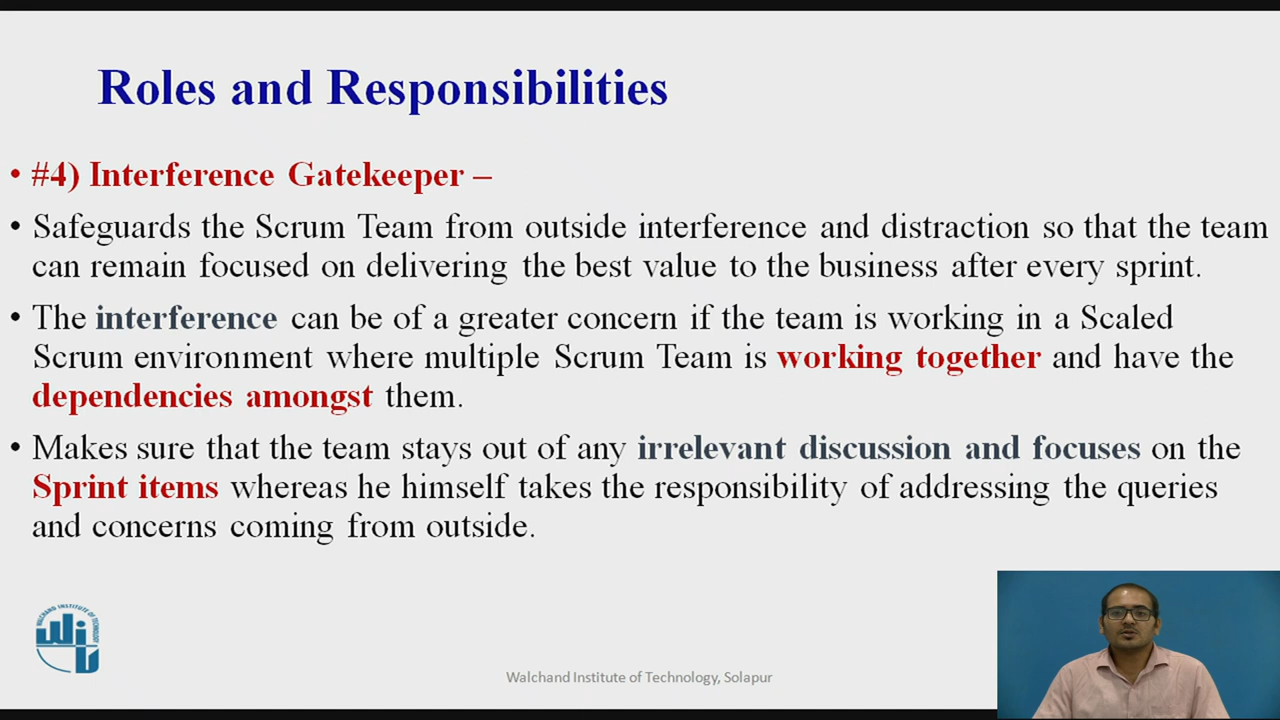 Roles and Responsibilities
• #4) Interference Gatekeeper –
• Safeguards the Scrum Team from outside interference and distraction so that the team
can remain focused on delivering the best value to the business after every sprint.
• The interference can be of a greater concern if the team is working in a Scaled
Scrum environment where multiple Scrum Team is working together and have the
dependencies amongst them.
• Makes sure that the team stays out of any irrelevant discussion and focuses on the
Sprint items whereas he himself takes the responsibility of addressing the queries
and concerns coming from outside.
WALCHAND INSTITUTE OF TECHNOLOGY
WIT
Walchand Institute of Technology, Solapur